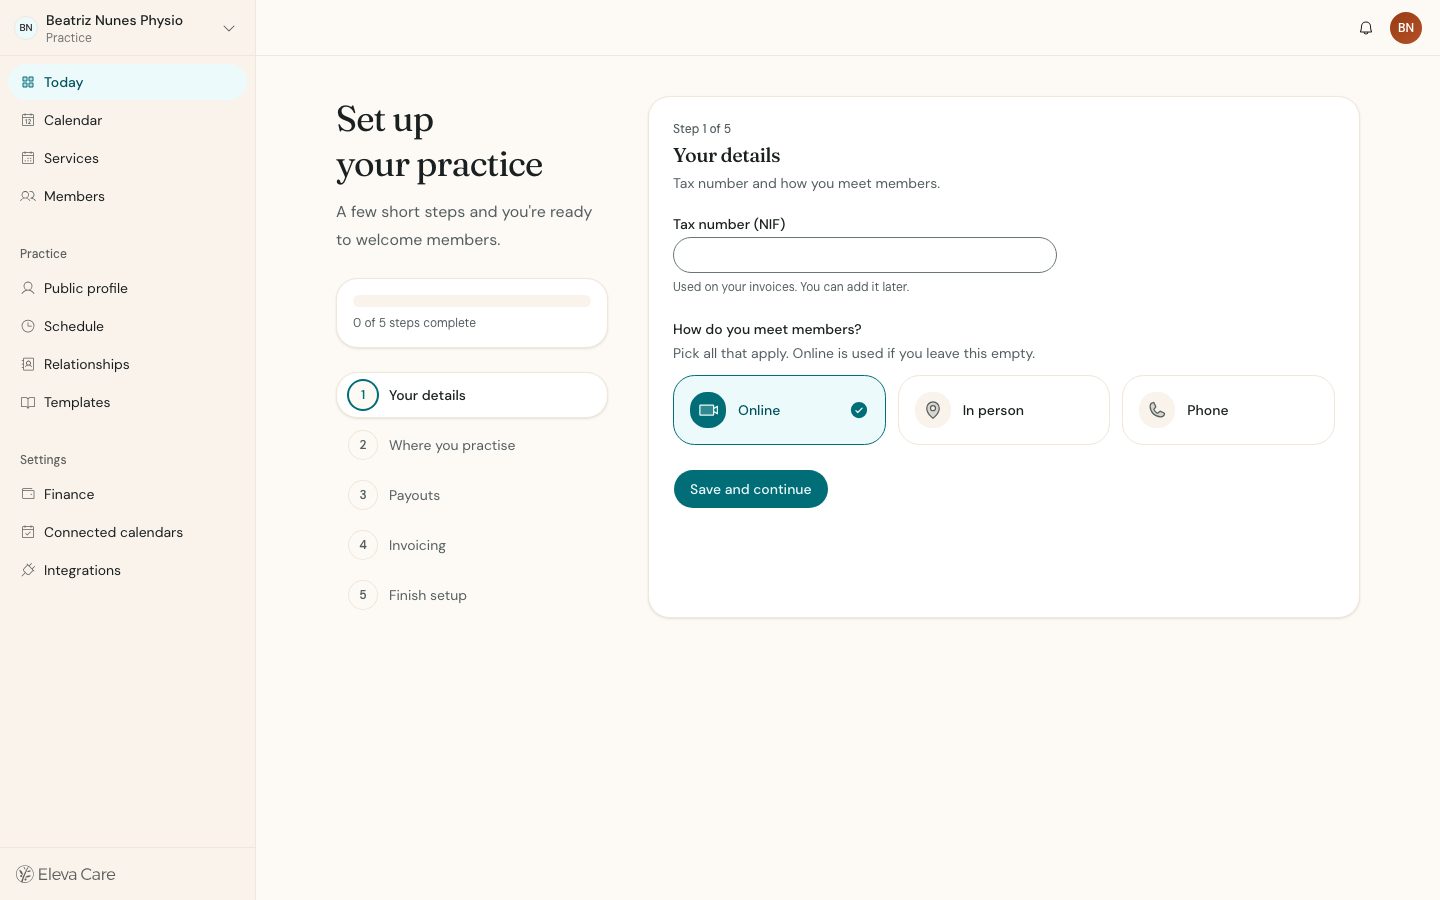 BN
Beatriz Nunes Physio
Practice
Today
Calendar
Services
Members
Practice
Public profile
Schedule
Relationships
Templates
Settings
Finance
Connected calendars
Integrations
Eleva Care
BN
Set up
your practice
A few short steps and you're ready
to welcome members.
0 of 5 steps complete
1 Your details
2 Where you practise
3 Payouts
4 Invoicing
5 Finish setup
Step 1 of 5
Your details
Tax number and how you meet members.
Tax number (NIF)
Used on your invoices. You can add it later.
How do you meet members?
Pick all that apply. Online is used if you leave this empty.
Online In person Phone
Save and continue